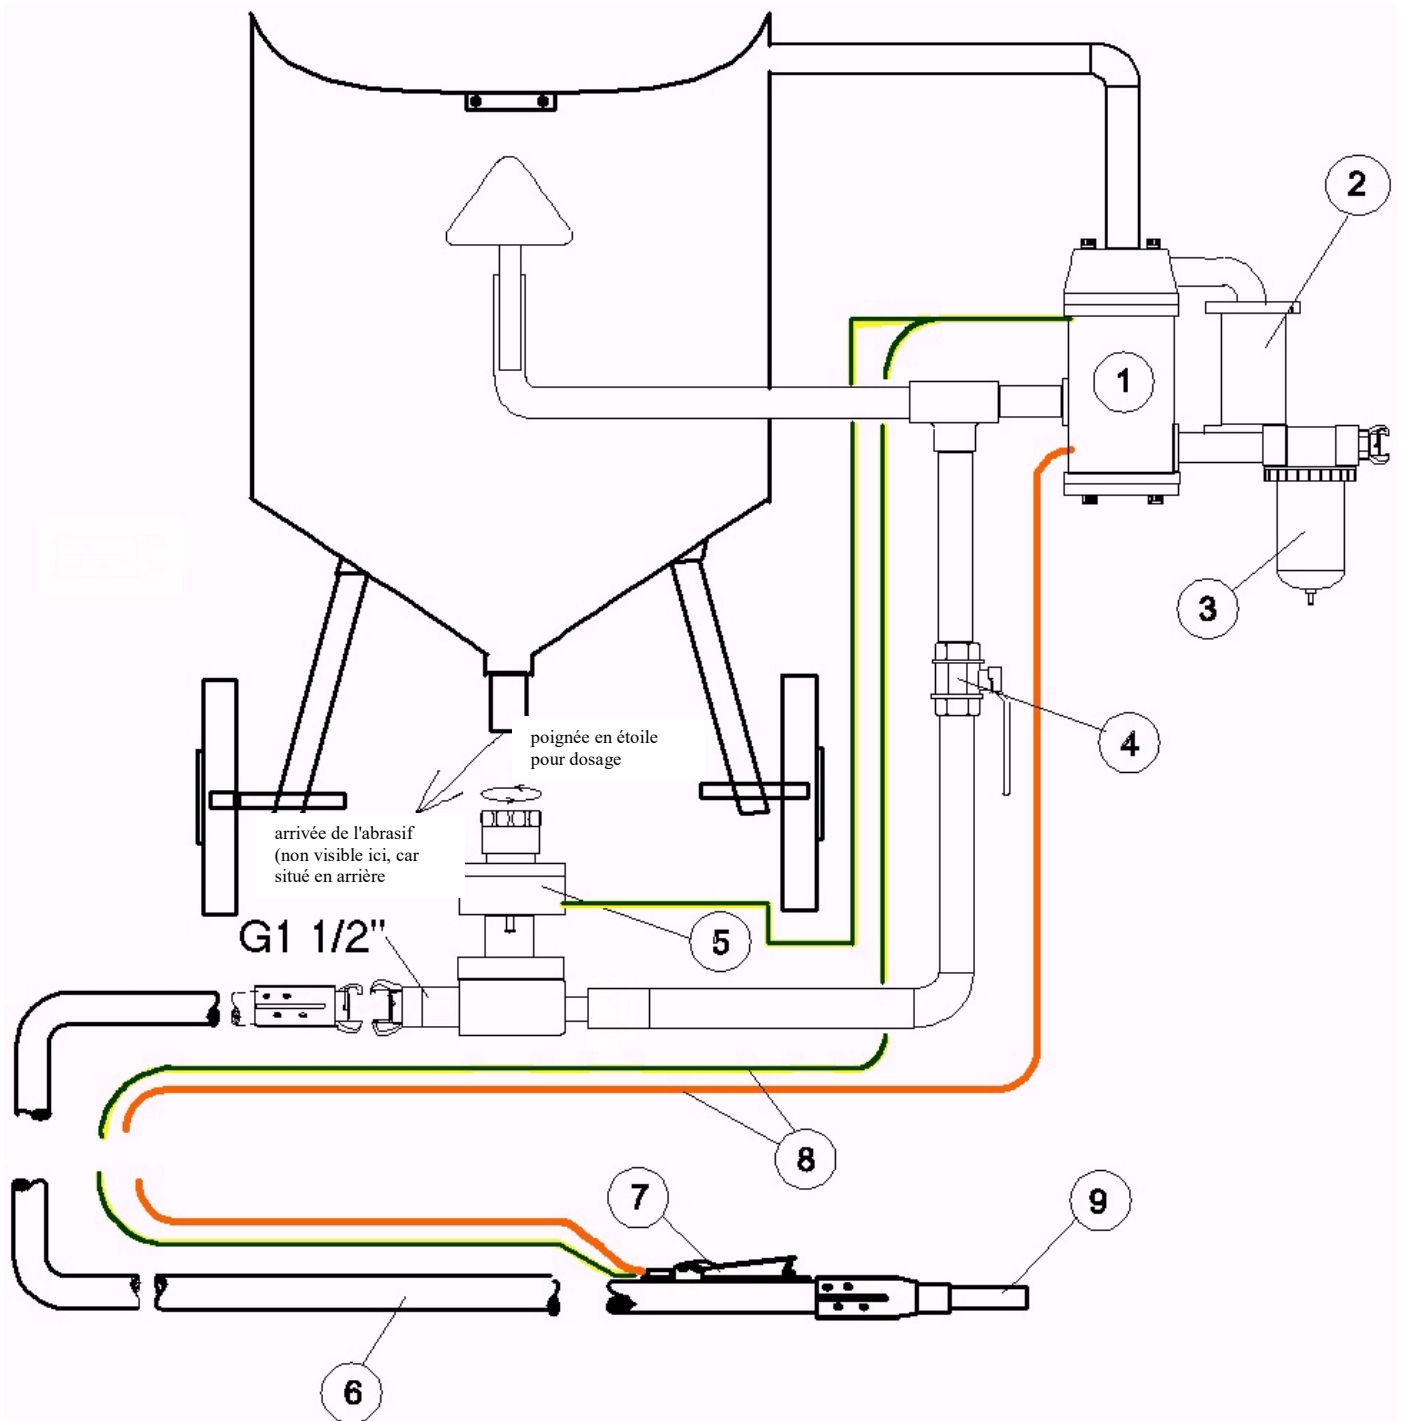 2
1
3
4
poignée en étoile
pour dosage
arrivée de l'abrasif
(non visible ici, car
situé en arrière
5
G1 1/2"
8
7
9
6